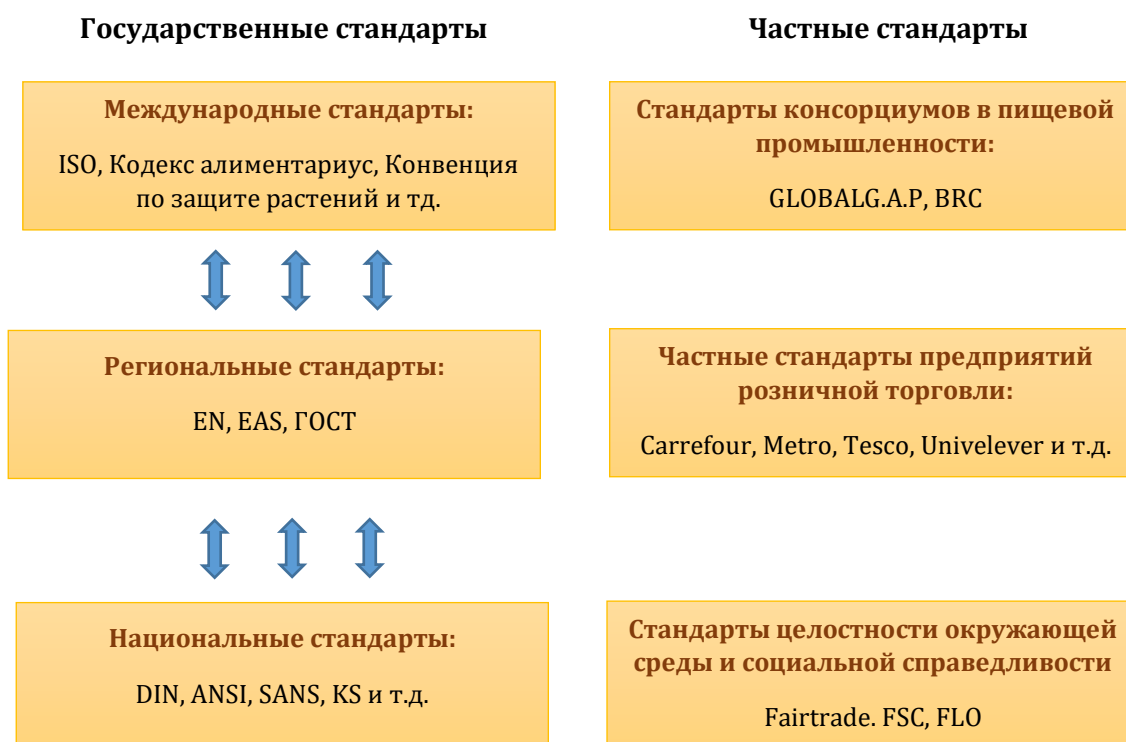 Государственные стандарты
Частные стандарты
Международные стандарты:
ISO, Кодекс алиментариус, Конвенция
по защите растений и тд.
Стандарты консорциумов в пищевой
промышленности:
GLOBALG.A.P, BRC
Региональные стандарты:
EN, EAS, ГОСТ
Частные стандарты предприятий
розничной торговли:
Carrefour, Metro, Tesco, Univelever и т.д.
Национальные стандарты:
DIN, ANSI, SANS, KS и т.д.
Стандарты целостности окружающей
среды и социальной справедливости
Fairtrade. FSC, FLO